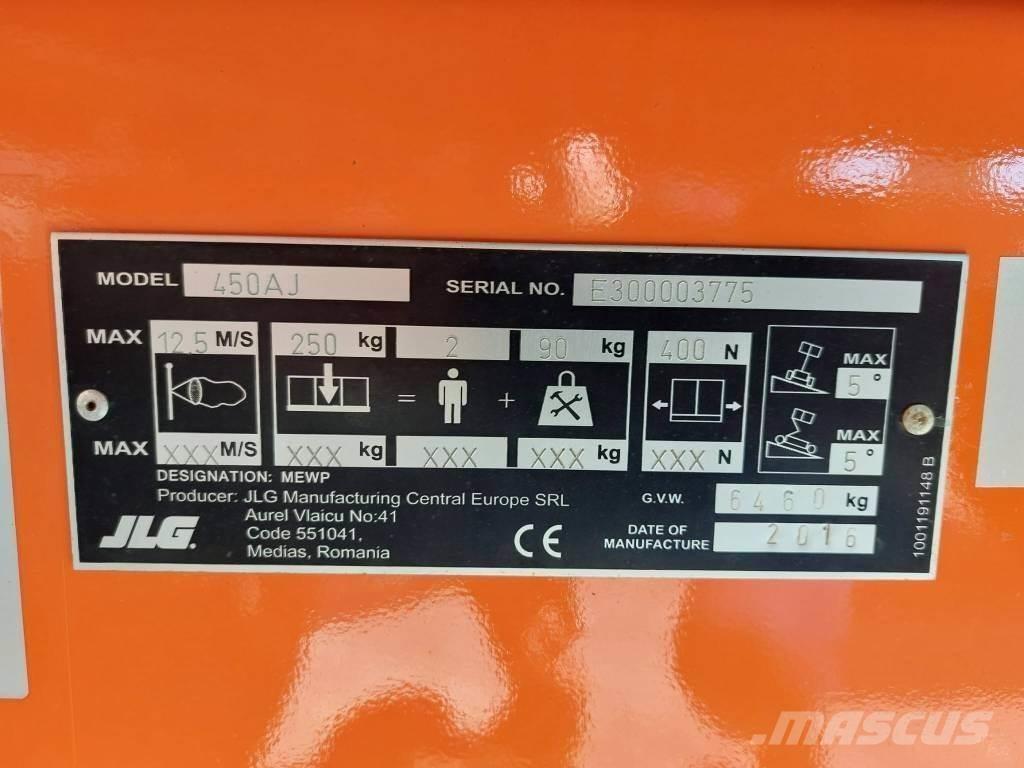 MODEL 450AJ SERIAL NO. E300003775
MAX 12.5 M/S 250 kg 2 90 kg 400 N
MAX 5°
= +
MAX XXX M/S XXX kg XXX XXX kg XXX N
MAX 5°
DESIGNATION: MEWP
Producer: JLG Manufacturing Central Europe SRL
Aurel Vlaicu No:41
Code 551041,
Medias, Romania
JLG.
CE
G.V.W. 6460 kg
DATE OF MANUFACTURE 2016
1001191148 B
MASCUS